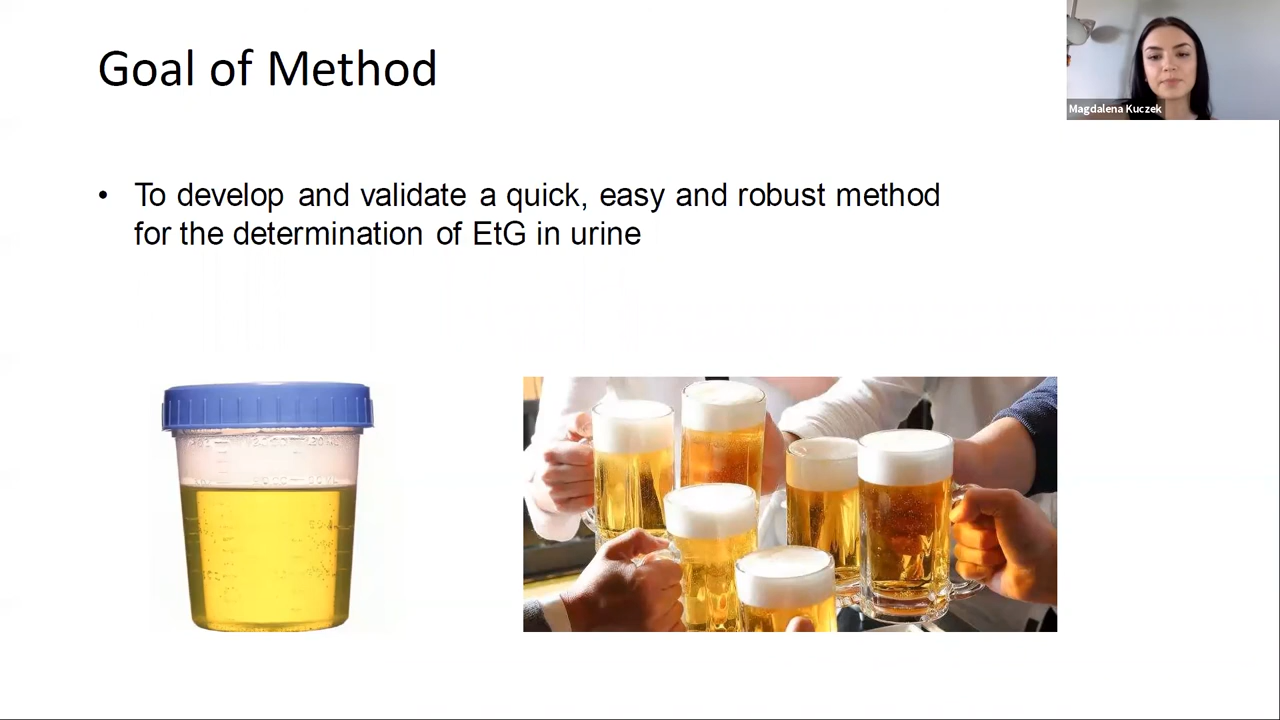 Goal of Method
Magdalena Kuczek
• To develop and validate a quick, easy and robust method
for the determination of EtG in urine